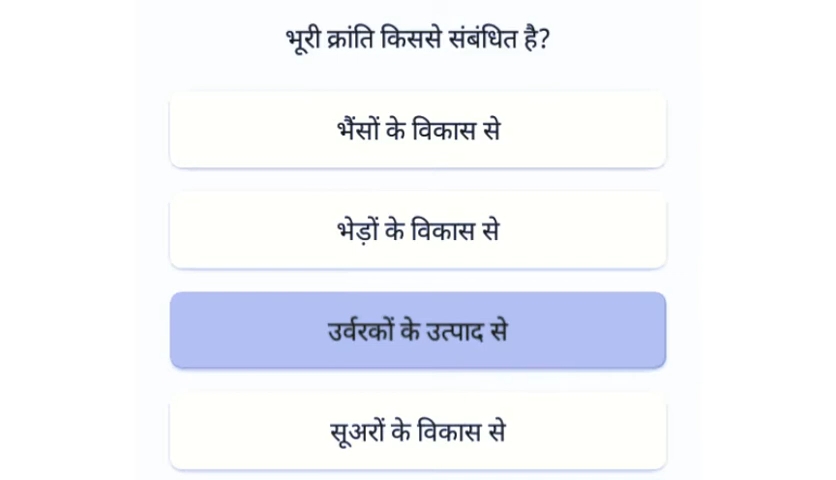 भूरी क्रांति किससे संबंधित है?
भैंसों के विकास से
भेड़ों के विकास से
उर्वरकों के उत्पाद से
सूअरों के विकास से